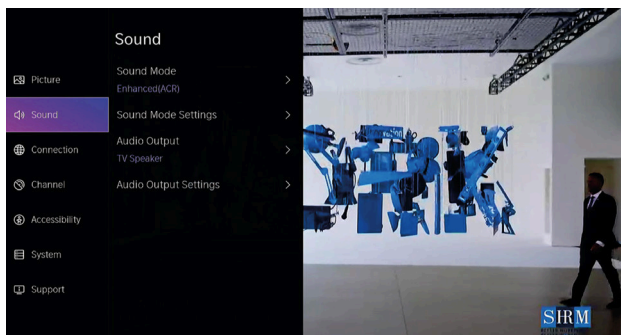 Sound
Picture
Sound
Connection
Channel
Accessibility
System
Support
Sound Mode
Enhanced(ACR)
Sound Mode Settings
Audio Output
TV Speaker
Audio Output Settings
SHRM